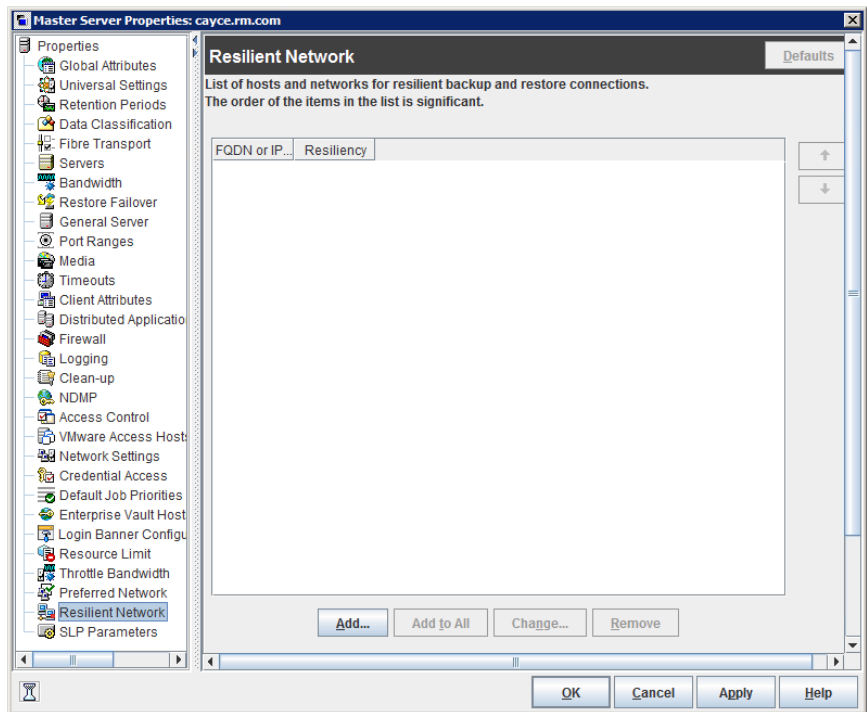 Master Server Properties: cayce.rm.com
Properties
Global Attributes
Universal Settings
Retention Periods
Data Classification
Fibre Transport
Servers
Bandwidth
Restore Failover
General Server
Port Ranges
Media
Timeouts
Client Attributes
Distributed Applicatio
Firewall
Logging
Clean-up
NDMP
Access Control
VMware Access Hosts
Network Settings
Credential Access
Default Job Priorities
Enterprise Vault Host
Login Banner Configu
Resource Limit
Throttle Bandwidth
Preferred Network
Resilient Network
SLP Parameters
Resilient Network
Defaults
List of hosts and networks for resilient backup and restore connections.
The order of the items in the list is significant.
FQDN or IP... Resiliency
Add... Add to All Change... Remove
OK Cancel Apply Help